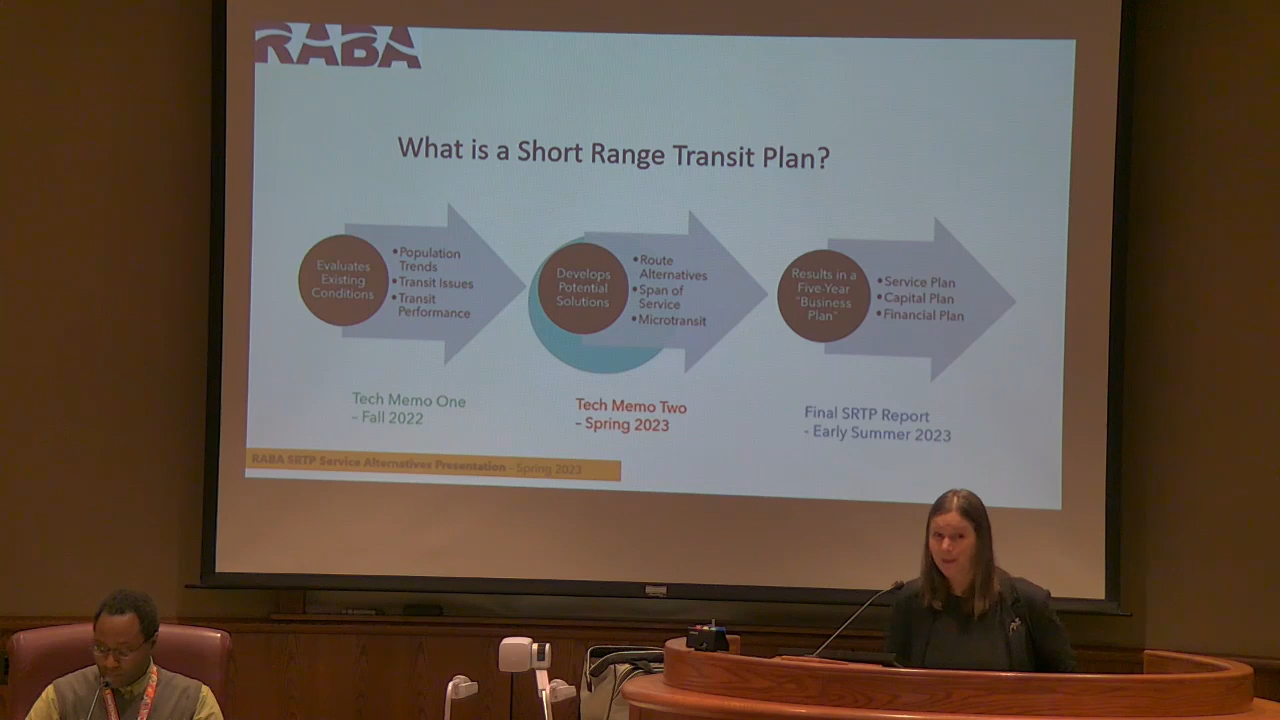 RABA
What is a Short Range Transit Plan?
Evaluates
Existing
Conditions
•Population
Trends
•Transit Issues
•Transit
Performance
Develops
Potential
Solutions
•Route
Alternatives
•Span of
Service
•Microtransit
Results in a
Five-Year
"Business
Plan"
•Service Plan
•Capital Plan
•Financial Plan
Tech Memo One
– Fall 2022
Tech Memo Two
– Spring 2023
Final SRTP Report
- Early Summer 2023
RABA SRTP Service Alternatives Presentation - Spring 2023